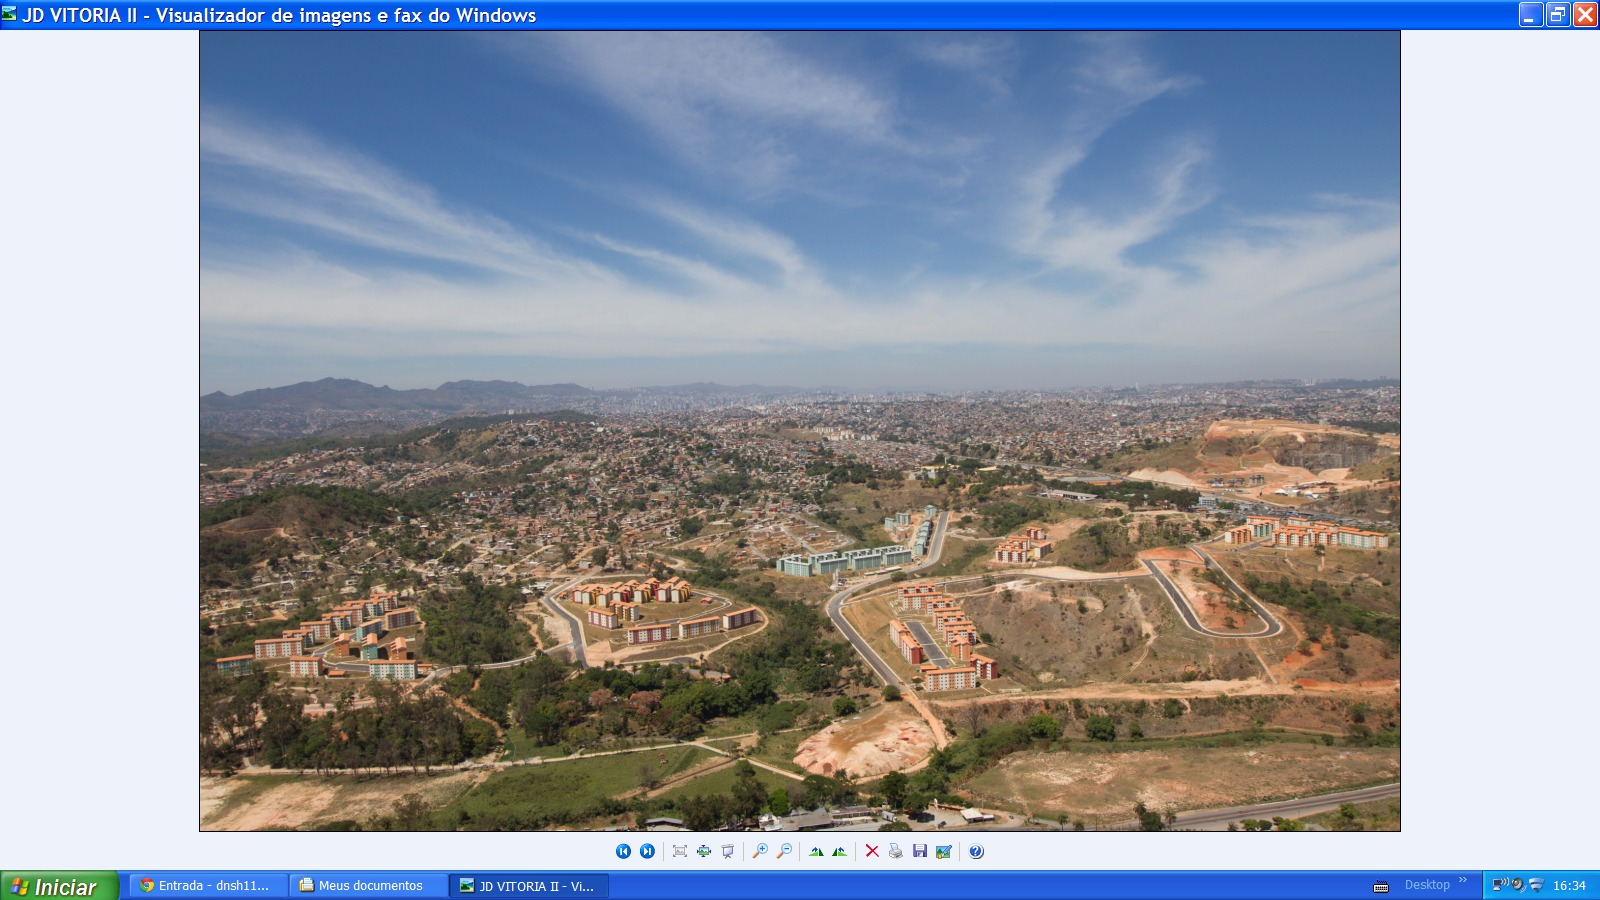 JD VITORIA II - Visualizador de imagens e fax do Windows
Iniciar
Entrada - dnsh11...
Meus documentos
JD VITORIA II - Vi...
Desktop
16:34